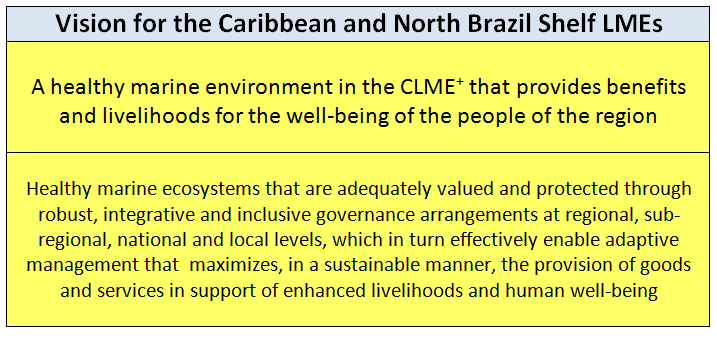 Vision for the Caribbean and North Brazil Shelf LMEs
A healthy marine environment in the CLME⁺ that provides benefits
and livelihoods for the well-being of the people of the region
Healthy marine ecosystems that are adequately valued and protected through
robust, integrative and inclusive governance arrangements at regional, sub-
regional, national and local levels, which in turn effectively enable adaptive
management that  maximizes, in a sustainable manner, the provision of goods
and services in support of enhanced livelihoods and human well-being